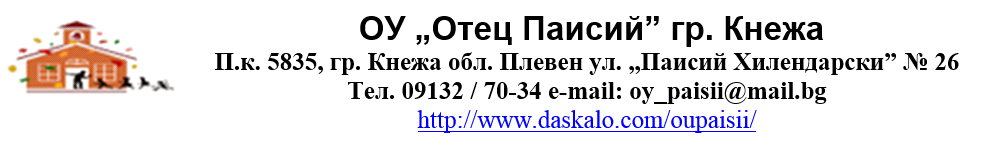 ОУ „Отец Паисий” гр. Кнежа
П.к. 5835, гр. Кнежа обл. Плевен ул. „Паисий Хилендарски” № 26
Тел. 09132 / 70-34 e-mail: oy_paisii@mail.bg
http://www.daskalo.com/oupaisii/